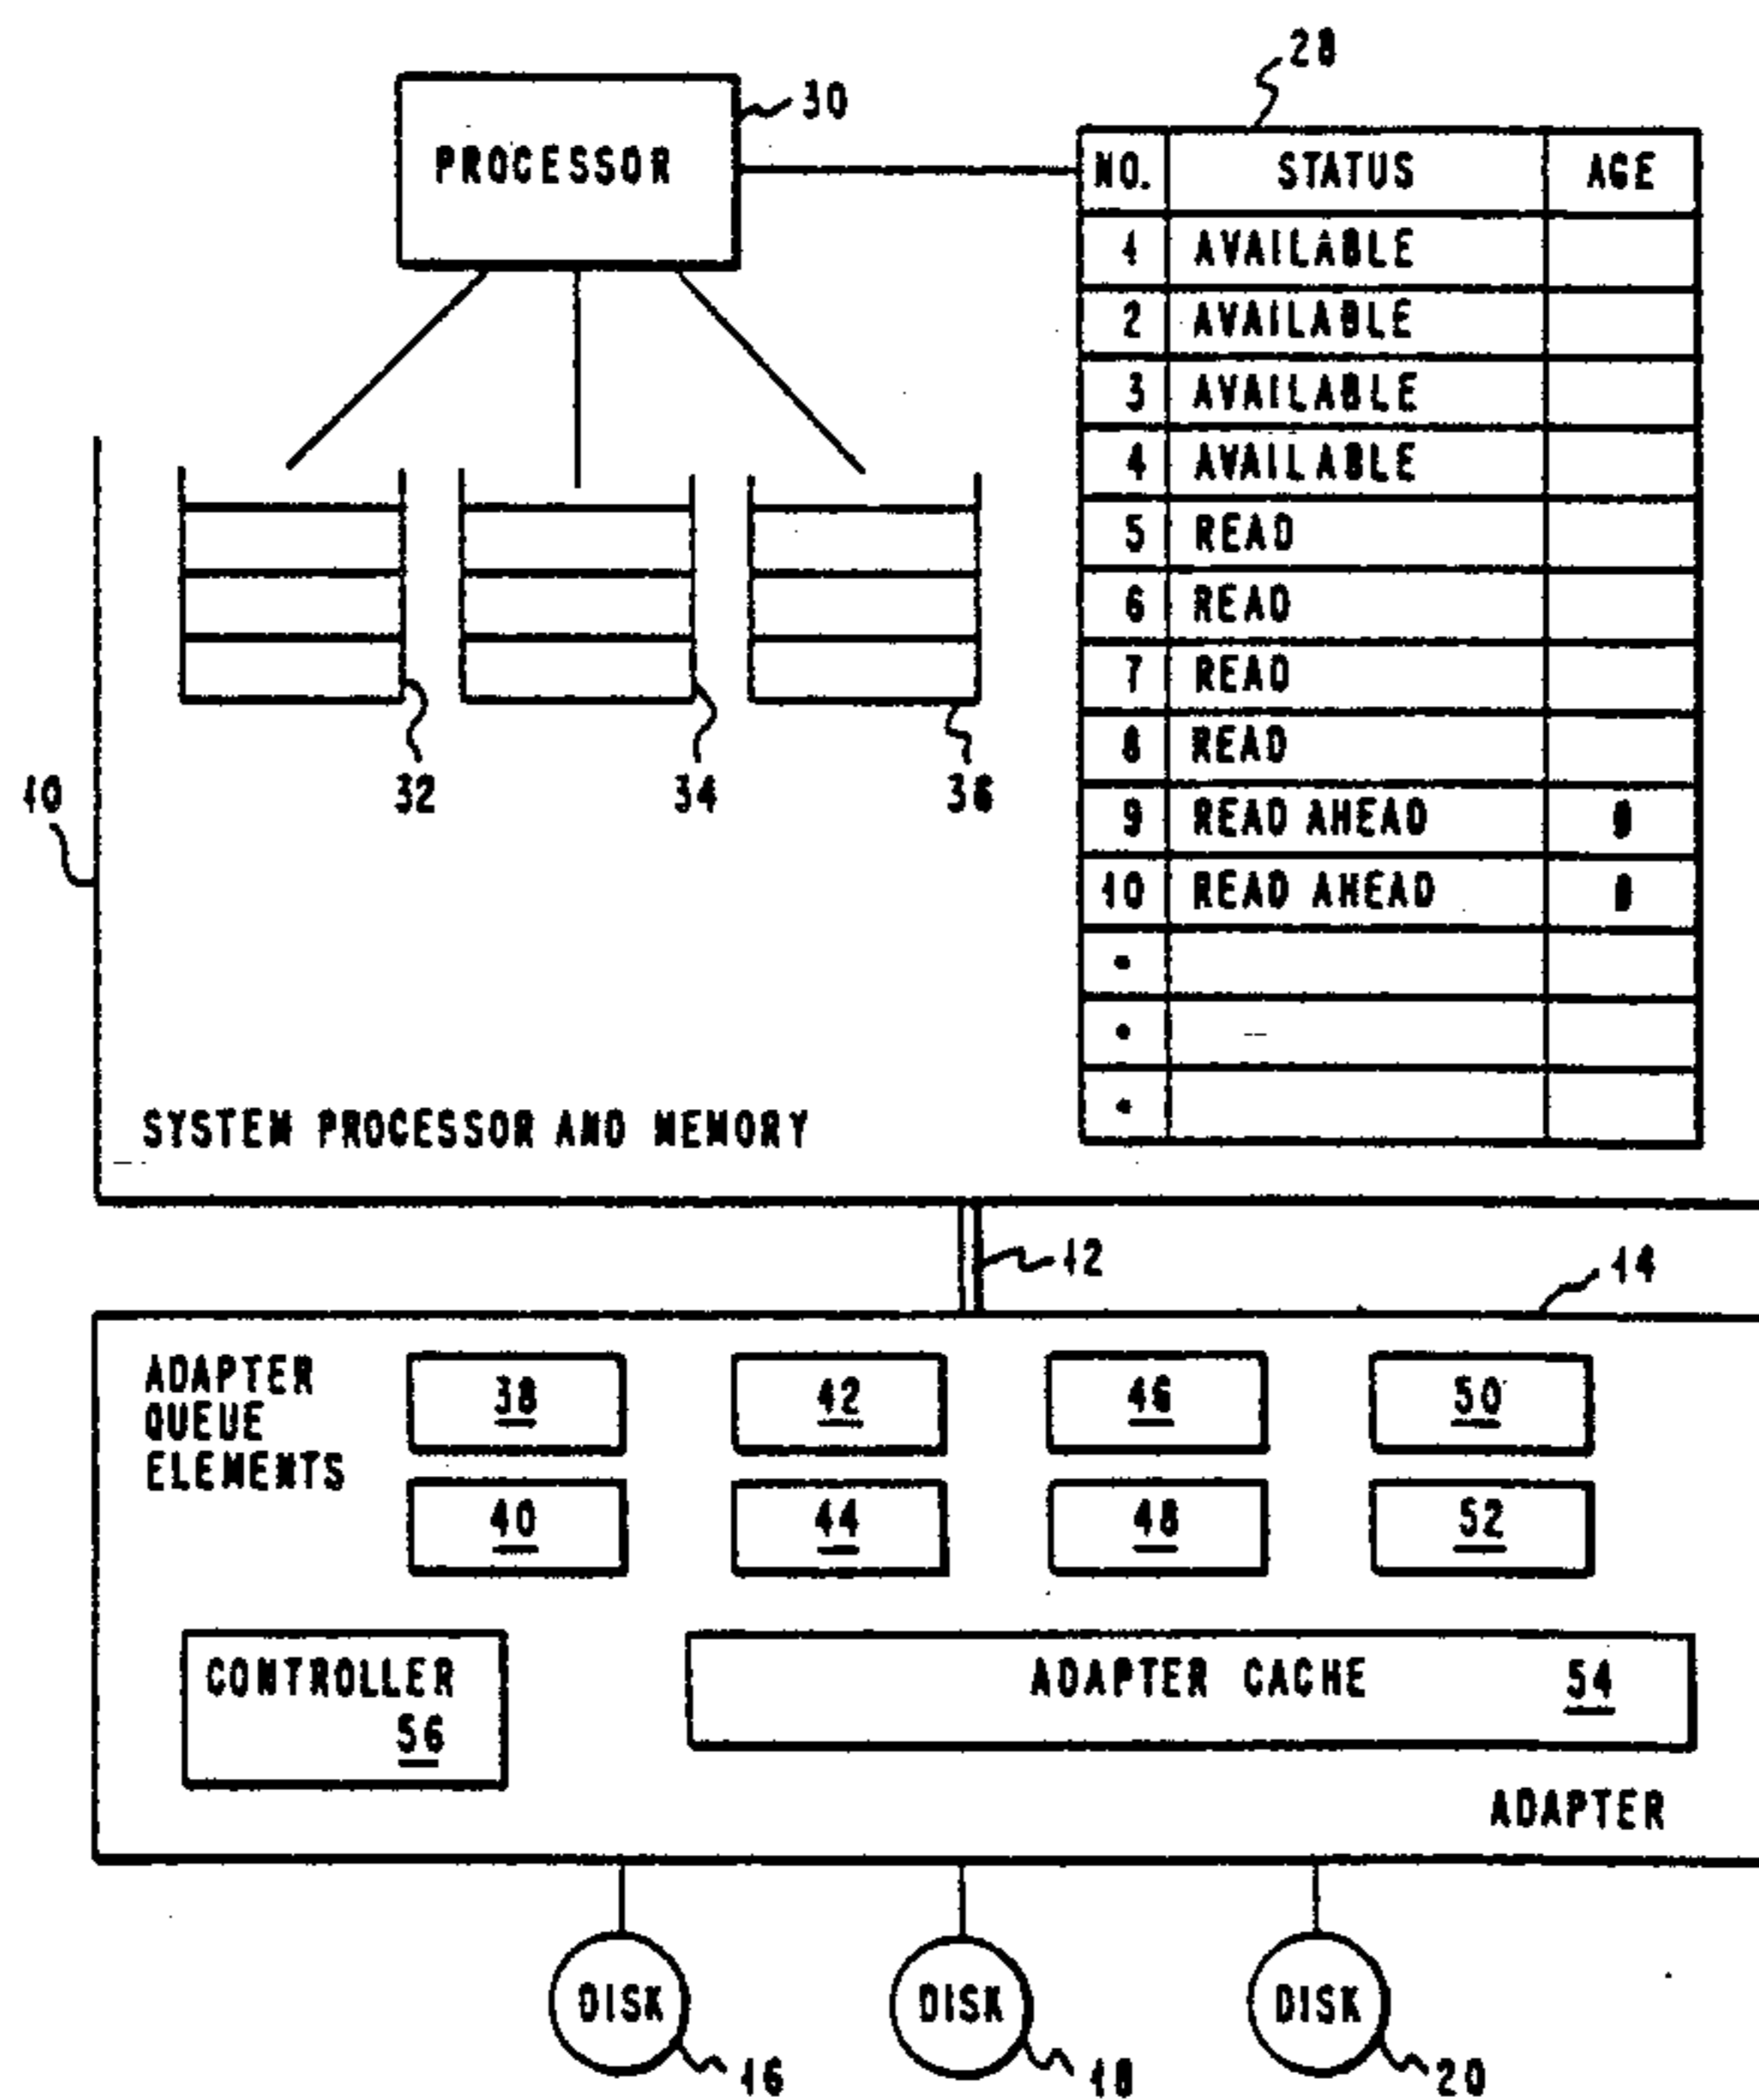 28
30
PROCESSOR
NO. STATUS AGE
1 AVAILABLE
2 AVAILABLE
3 AVAILABLE
4 AVAILABLE
5 READ
6 READ
7 READ
8 READ
9 READ AHEAD 0
10 READ AHEAD 0
32 34 36
10
SYSTEM PROCESSOR AND MEMORY
12
14
ADAPTER
QUEUE
ELEMENTS
38 42 46 50
40 44 48 52
CONTROLLER
56
ADAPTER CACHE 54
ADAPTER
DISK DISK DISK
16 18 20